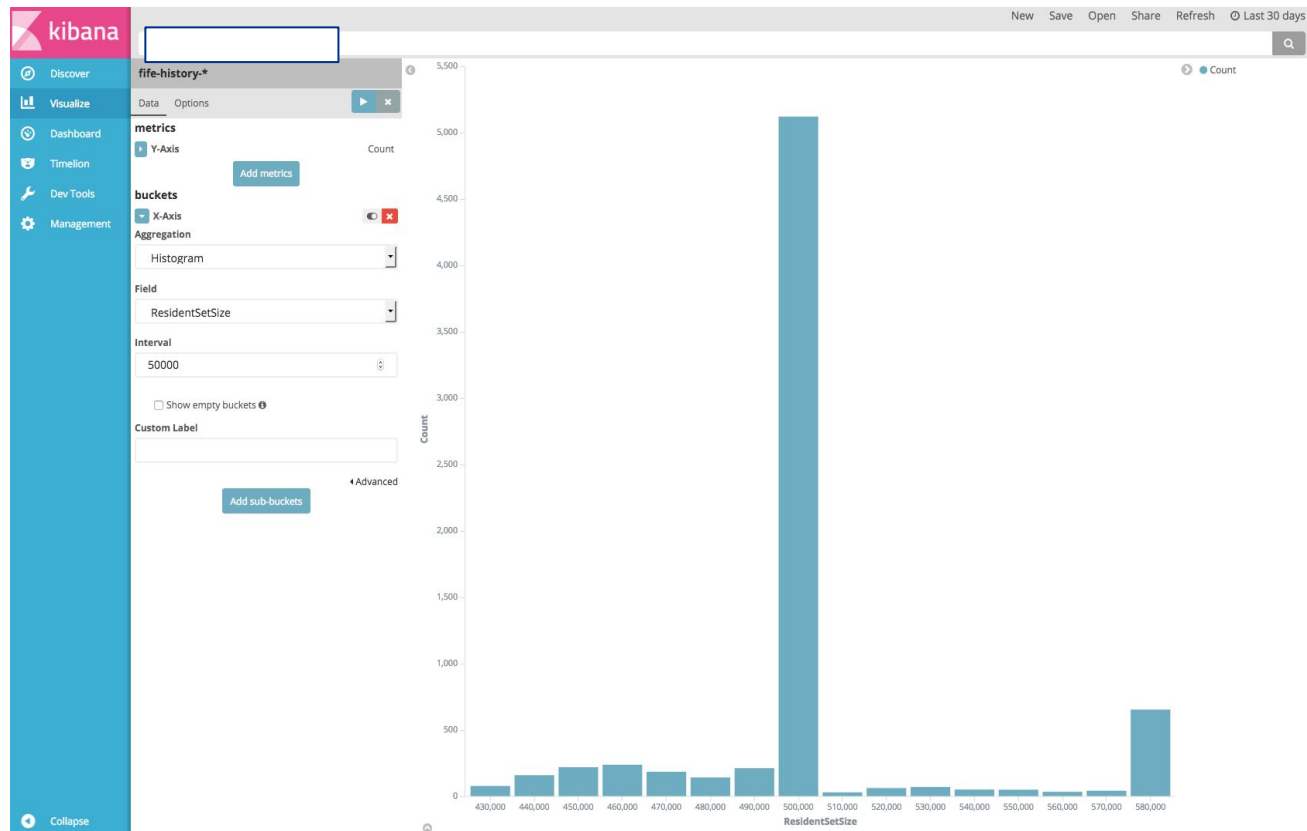 kibana
New Save Open Share Refresh Last 30 days
Discover
Visualize
Dashboard
Timelion
Dev Tools
Management
Collapse
fife-history-*
Data Options
metrics
Y-Axis Count
Add metrics
buckets
X-Axis
Aggregation
Histogram
Field
ResidentSetSize
Interval
50000
Show empty buckets
Custom Label
Advanced
Add sub-buckets
Count
5,500
5,000
4,500
4,000
3,500
3,000
2,500
2,000
1,500
1,000
500
0
Count
430,000 440,000 450,000 460,000 470,000 480,000 490,000 500,000 510,000 520,000 530,000 540,000 550,000 560,000 570,000 580,000
ResidentSetSize